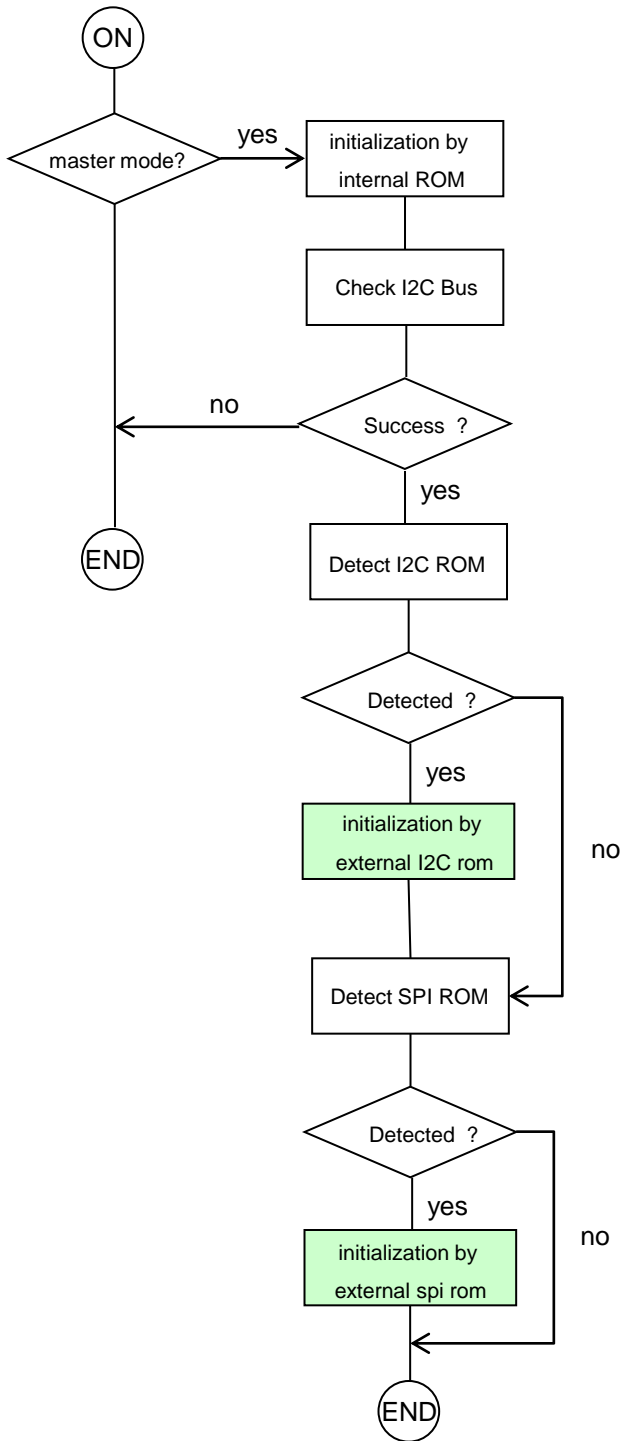 ON
master mode?
yes
initialization by
internal ROM
Check I2C Bus
no
Success ?
yes
END
Detect I2C ROM
Detected ?
yes
initialization by
external I2C rom
no
Detect SPI ROM
Detected ?
yes
no
initialization by
external spi rom
END